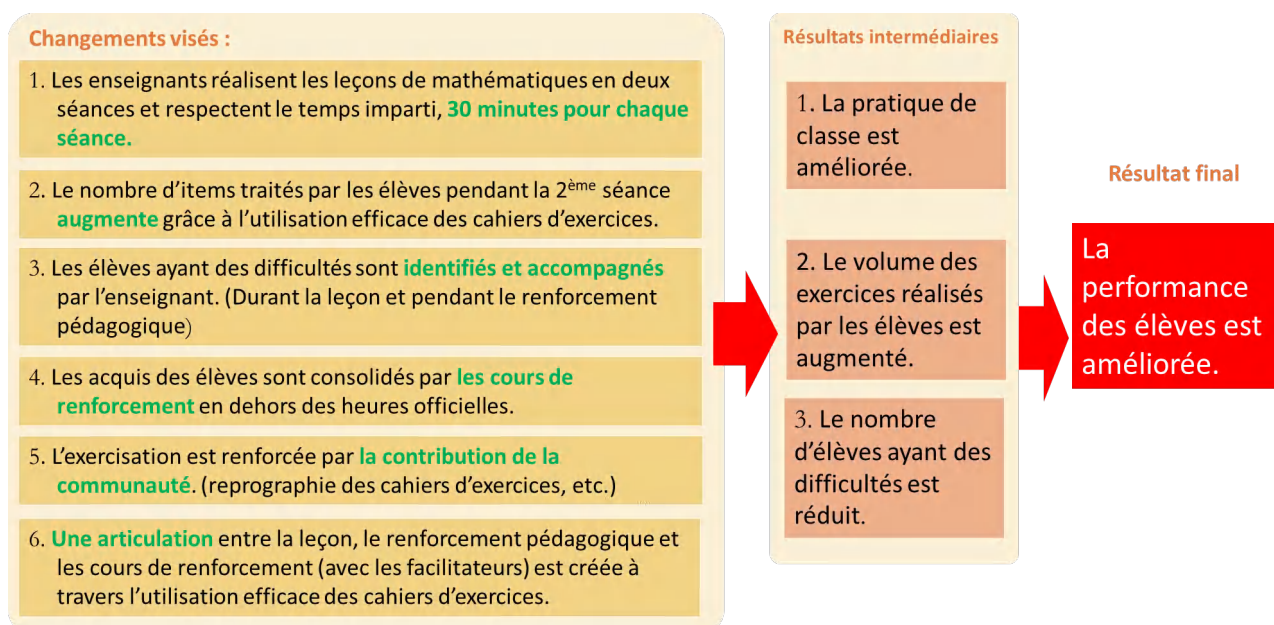 Changements visés :
1. Les enseignants réalisent les leçons de mathématiques en deux
séances et respectent le temps imparti, 30 minutes pour chaque
séance.
2. Le nombre d’items traités par les élèves pendant la 2ème séance
augmente grâce à l’utilisation efficace des cahiers d’exercices.
3. Les élèves ayant des difficultés sont identifiés et accompagnés
par l’enseignant. (Durant la leçon et pendant le renforcement
pédagogique)
4. Les acquis des élèves sont consolidés par les cours de
renforcement en dehors des heures officielles.
5. L’exercisation est renforcée par la contribution de la
communauté. (reprographie des cahiers d’exercices, etc.)
6. Une articulation entre la leçon, le renforcement pédagogique et
les cours de renforcement (avec les facilitateurs) est créée à
travers l’utilisation efficace des cahiers d’exercices.
Résultats intermédiaires
1. La pratique de
classe est
améliorée.
2. Le volume des
exercices réalisés
par les élèves est
augmenté.
3. Le nombre
d’élèves ayant des
difficultés est
réduit.
Résultat final
La
performance
des élèves est
améliorée.